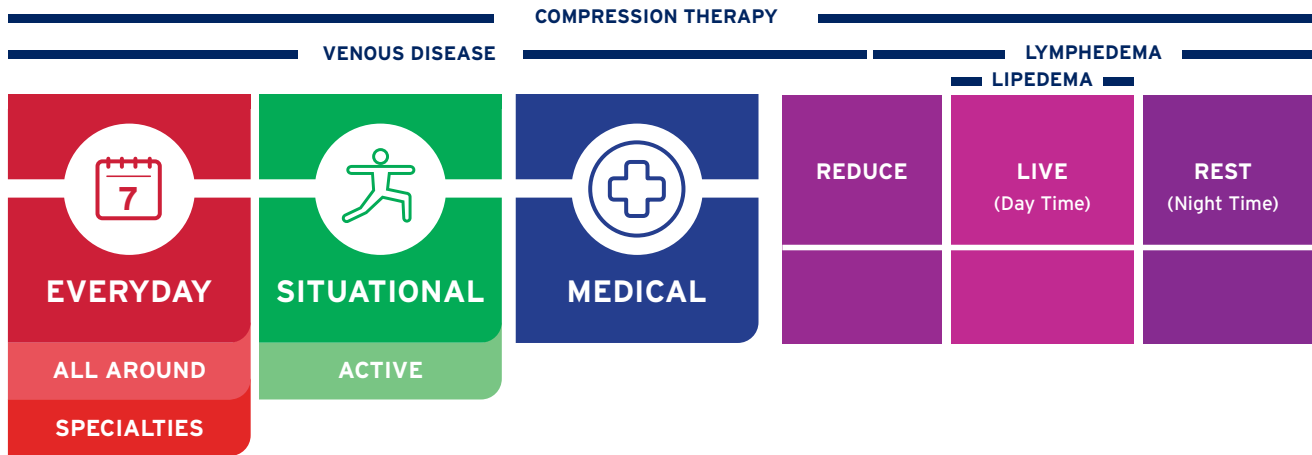 COMPRESSION THERAPY
VENOUS DISEASE
LYMPHEDEMA
LIPEDEMA
7
EVERYDAY
ALL AROUND
SPECIALTIES
SITUATIONAL
ACTIVE
MEDICAL
REDUCE
LIVE
(Day Time)
REST
(Night Time)